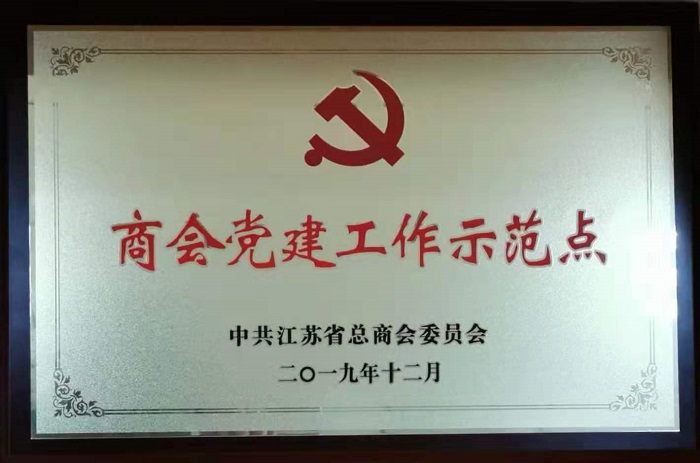 商会党建工作示范点
中共江苏省总商会委员会
二〇一九年十二月